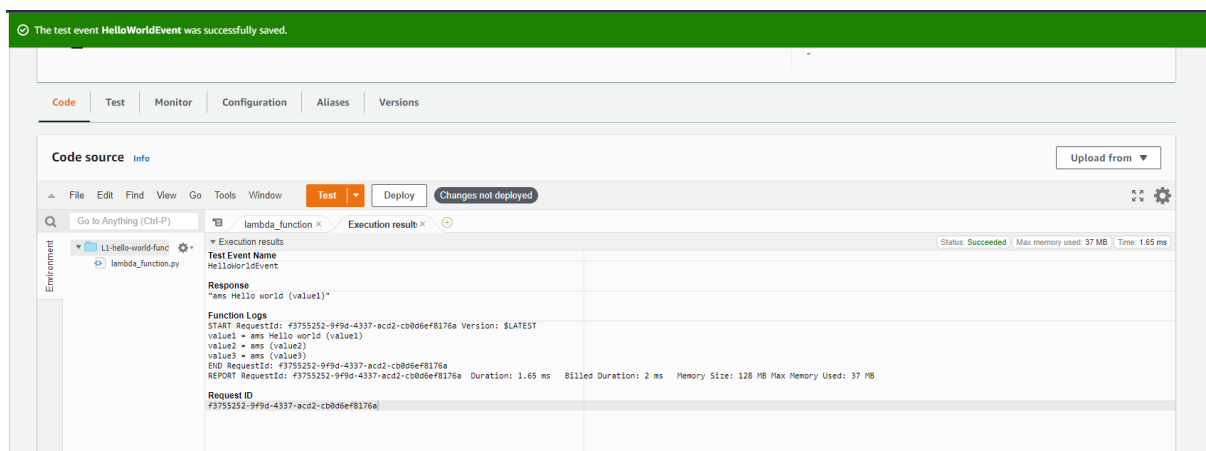 The test event HelloWorldEvent was successfully saved.
-
Code Test Monitor Configuration Aliases Versions
Code source Info
Upload from
File Edit Find View Go Tools Window Test Deploy Changes not deployed
Go to Anything (Ctrl-P)
lambda_function × Execution results ×
Environment
L1-hello-world-func
lambda_function.py
Execution results
Status: Succeeded Max memory used: 37 MB Time: 1.65 ms
Test Event Name
HelloWorldEvent
Response
"ams Hello world (value1)"
Function Logs
START RequestId: f3755252-9f9d-4337-acd2-cb0d6ef8176a Version: $LATEST
value1 = ams Hello world (value1)
value2 = ams (value2)
value3 = ams (value3)
END RequestId: f3755252-9f9d-4337-acd2-cb0d6ef8176a
REPORT RequestId: f3755252-9f9d-4337-acd2-cb0d6ef8176a Duration: 1.65 ms Billed Duration: 2 ms Memory Size: 128 MB Max Memory Used: 37 MB
Request ID
f3755252-9f9d-4337-acd2-cb0d6ef8176a